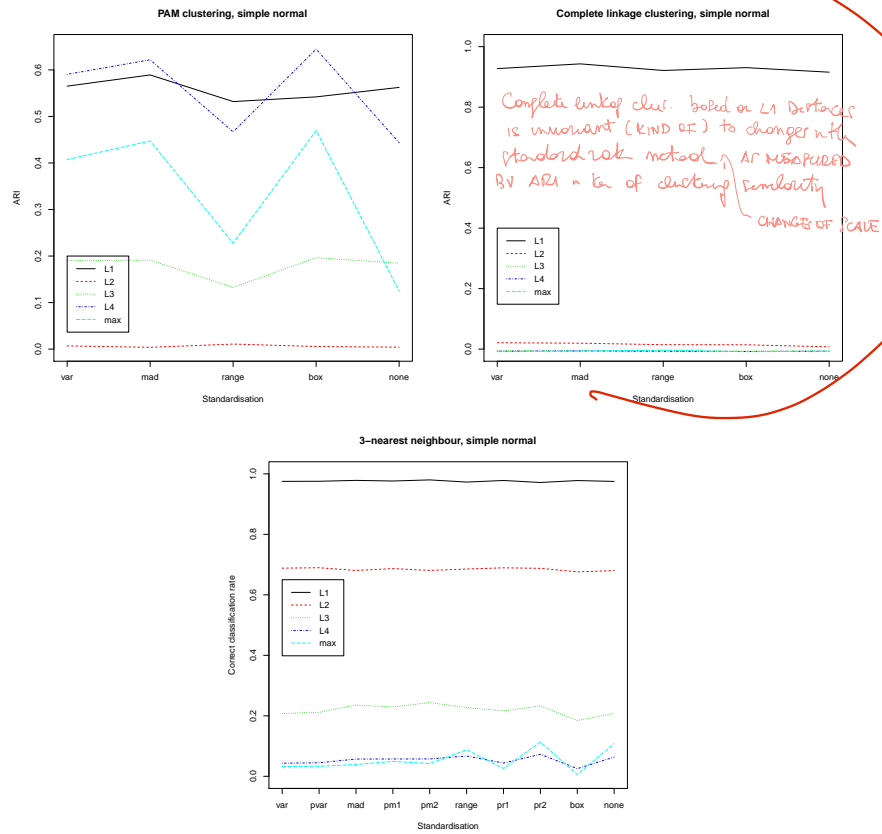 PAM clustering, simple normal
ARI
0.0 0.1 0.2 0.3 0.4 0.5 0.6
L1
L2
L3
L4
max
var mad range box none
Standardisation
Complete linkage clustering, simple normal
ARI
0.0 0.2 0.4 0.6 0.8 1.0
Complete clus. based on L1 Distances
is invariant (KIND OF) to changes in the
method, AS MEASURED
BY ARI in of clustering similarity
CHANGES OF SCALE
L1
L2
L3
L4
max
var mad range box none
Standardisation
3−nearest neighbour, simple normal
Correct classification rate
0.0 0.2 0.4 0.6 0.8 1.0
L1
L2
L3
L4
max
var pvar mad pm1 pm2 range pr1 pr2 box none
Standardisation